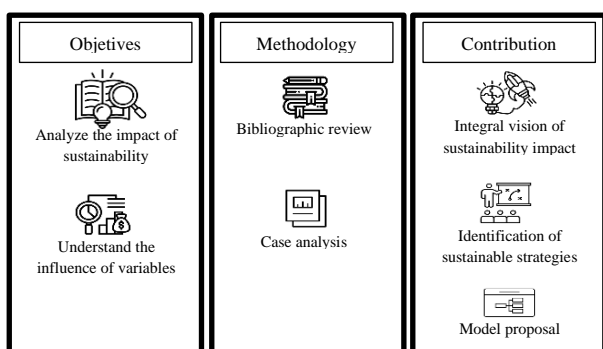 Objetives
Analyze the impact of
sustainability
Understand the
influence of variables
Methodology
Bibliographic review
Case analysis
Contribution
Integral vision of
sustainability impact
Identification of
sustainable strategies
Model proposal